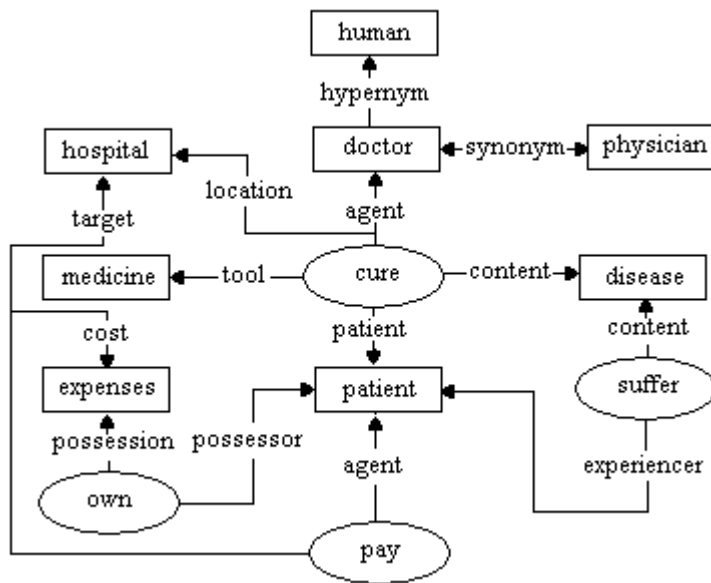 human
hypernym
hospital
doctor
synonym
physician
location
agent
target
medicine
tool
cure
content
disease
cost
patient
content
expenses
patient
suffer
possession
possessor
agent
experiencer
own
pay